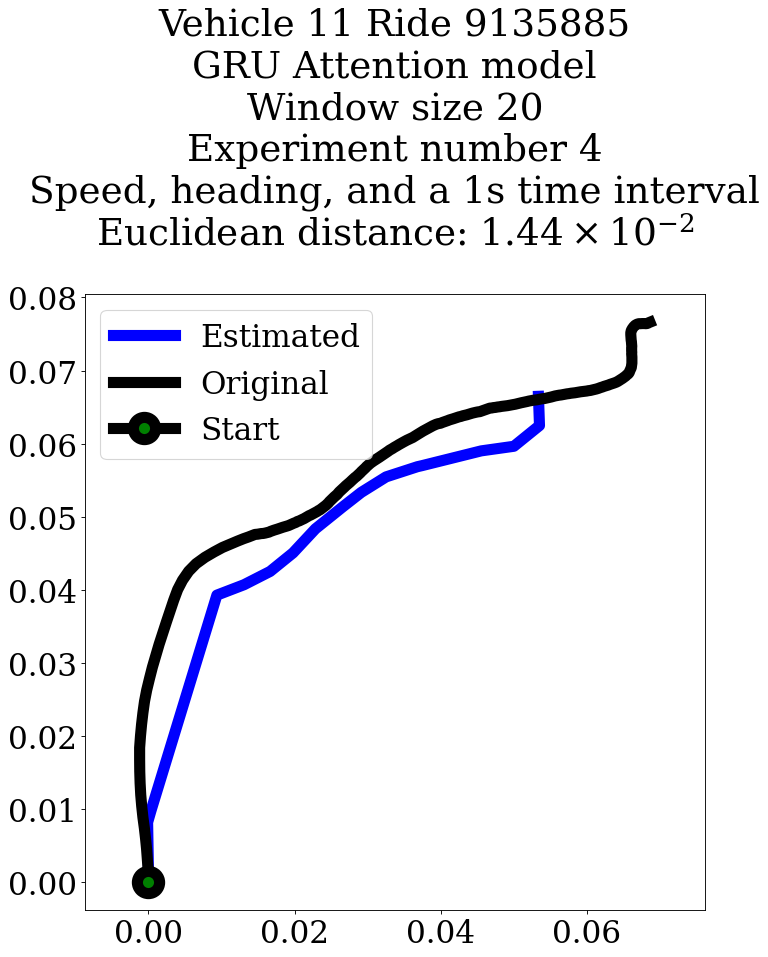 Vehicle 11 Ride 9135885
GRU Attention model
Window size 20
Experiment number 4
Speed, heading, and a 1s time interval
Euclidean distance: 1.44 × 10⁻²
Estimated
Original
Start
0.08
0.07
0.06
0.05
0.04
0.03
0.02
0.01
0.00
0.00 0.02 0.04 0.06